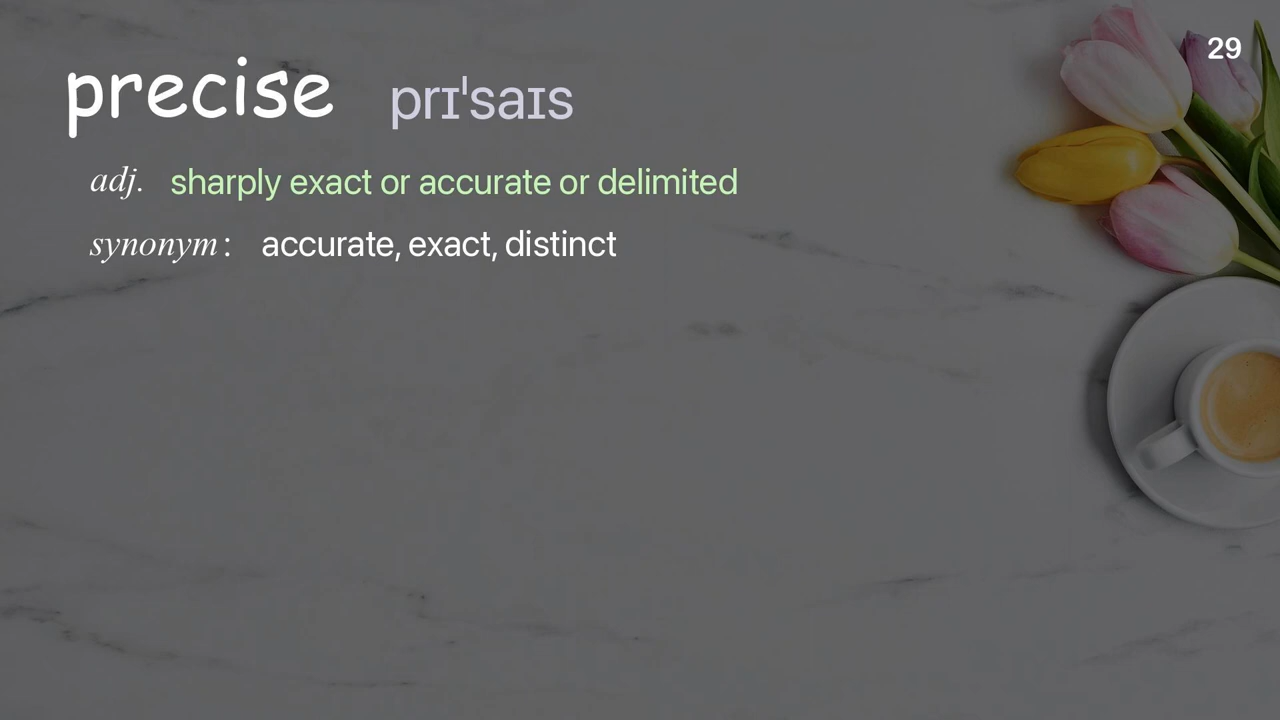 29
precise prɪˈsaɪs
adj. sharply exact or accurate or delimited
synonym : accurate, exact, distinct